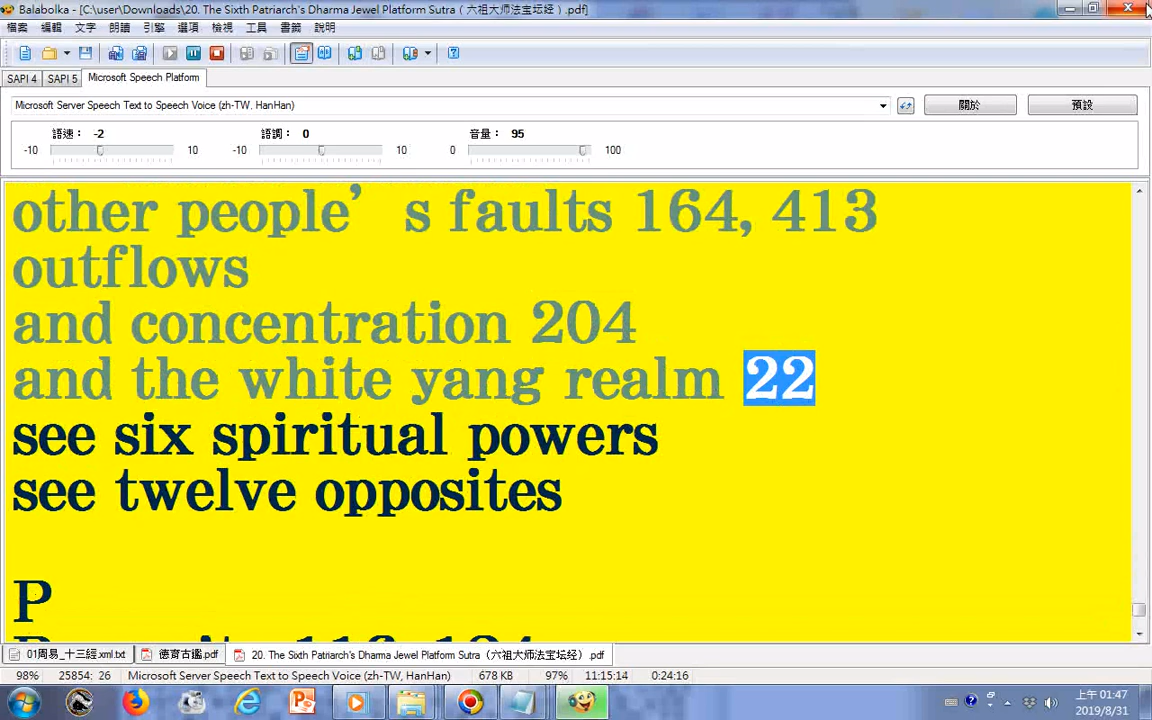 Balabolka - [C:\user\Downloads\20. The Sixth Patriarch's Dharma Jewel Platform Sutra（六祖大师法宝坛经）.pdf]
檔案 編輯 文字 朗讀 引擎 選項 檢視 工具 書籤 說明
SAPI 4 SAPI 5 Microsoft Speech Platform
Microsoft Server Speech Text to Speech Voice (zh-TW, HanHan) 關於 預設
語速： -2 語調： 0 音量： 95
-10 10 -10 10 0 100
other people’s faults 164, 413
outflows
and concentration 204
and the white yang realm 22
see six spiritual powers
see twelve opposites
P
01周易_十三經.xml.txt 德育古鑑.pdf 20. The Sixth Patriarch's Dharma Jewel Platform Sutra（六祖大师法宝坛经）.pdf
98% 25854: 26 Microsoft Server Speech Text to Speech Voice (zh-TW, HanHan) 678 KB 97% 11:15:14 0:24:16
上午 01:47
2019/8/31